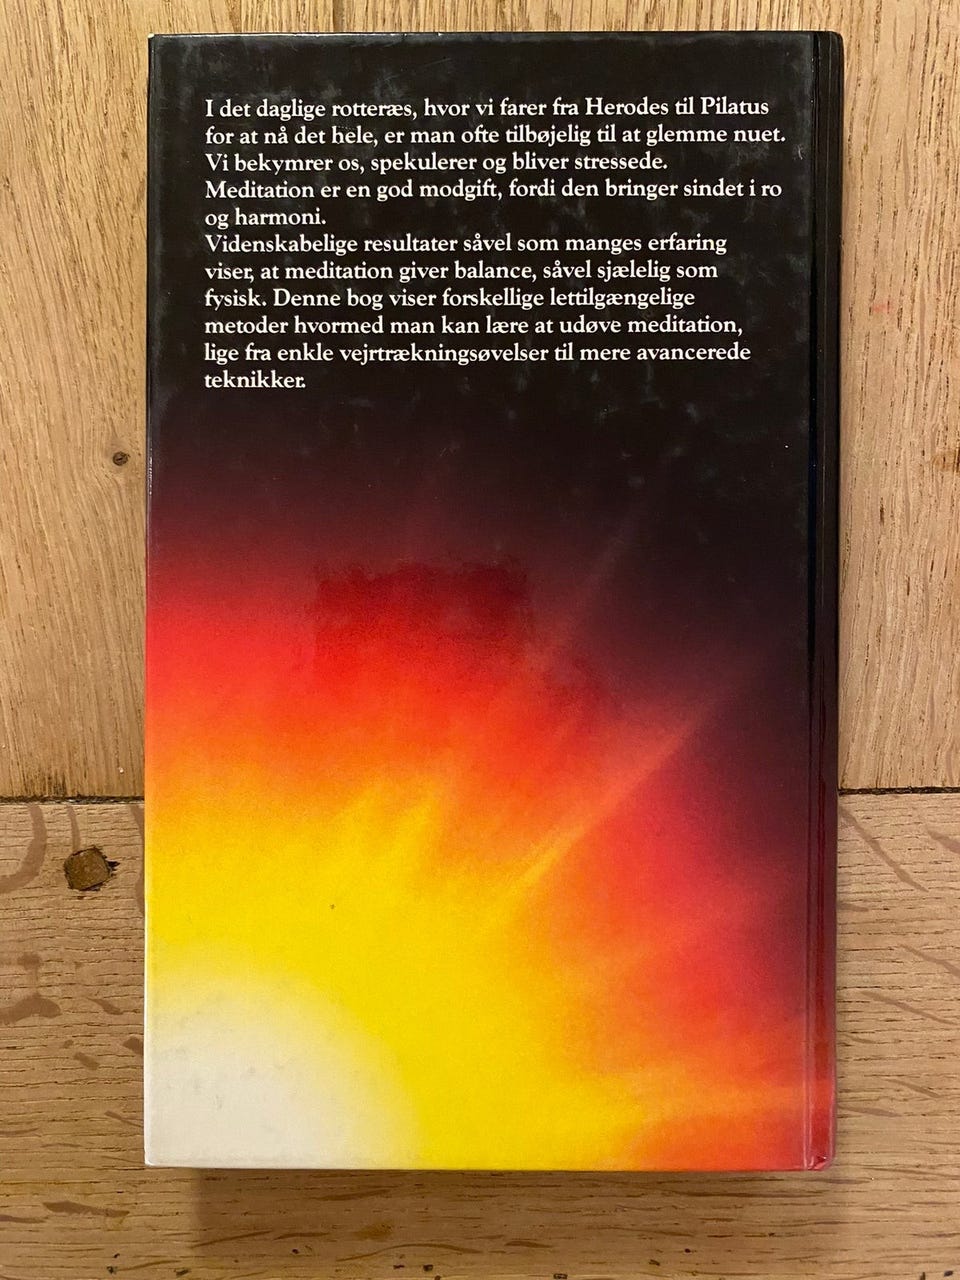 I det daglige rotteræs, hvor vi farer fra Herodes til Pilatus
for at nå det hele, er man ofte tilbøjelig til at glemme nuet.
Vi bekymrer os, spekulerer og bliver stressede.
Meditation er en god modgift, fordi den bringer sindet i ro
og harmoni.
Videnskabelige resultater såvel som manges erfaring
viser, at meditation giver balance, såvel sjælelig som
fysisk. Denne bog viser forskellige lettilgængelige
metoder hvormed man kan lære at udøve meditation,
lige fra enkle vejrtrækningsøvelser til mere avancerede
teknikker.